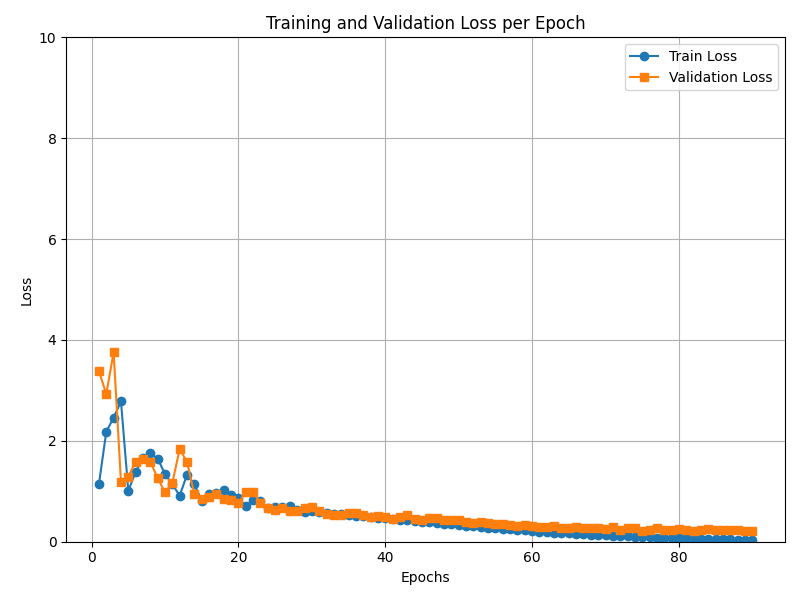 Training and Validation Loss per Epoch
10
8
6
4
2
0
Loss
Train Loss
Validation Loss
0 20 40 60 80
Epochs